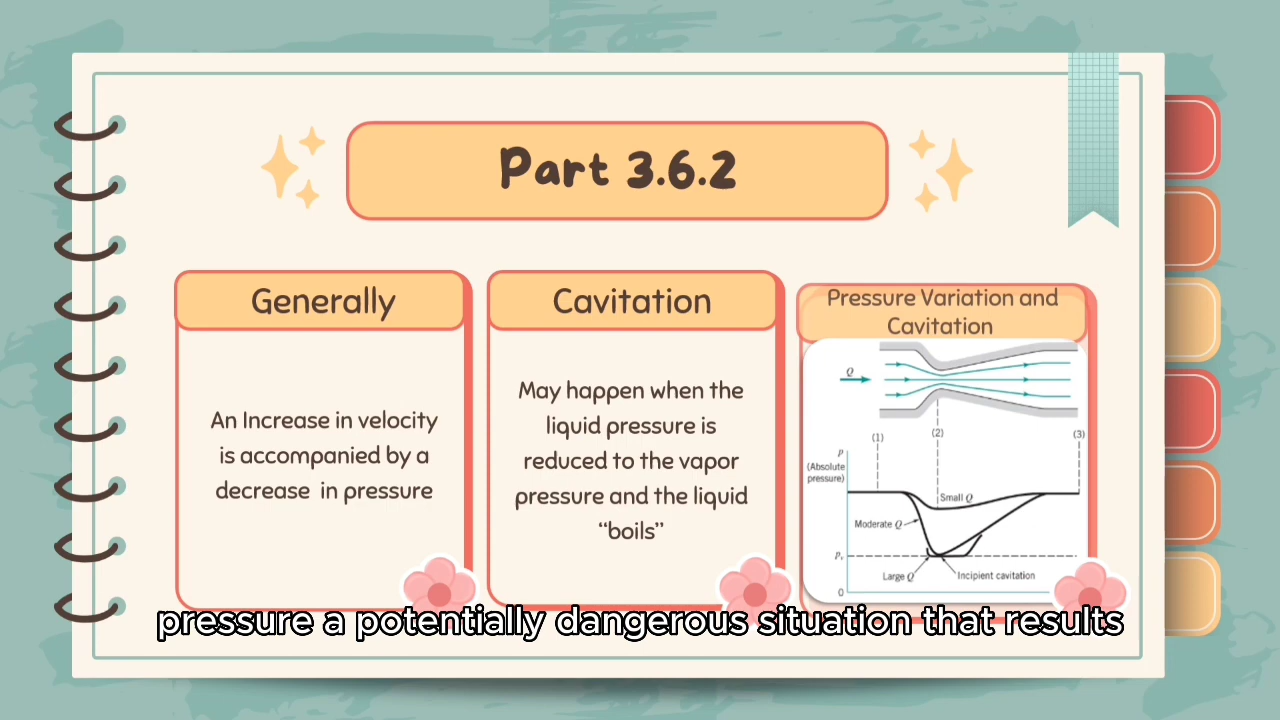 Part 3.6.2
Generally
An Increase in velocity
is accompanied by a
decrease in pressure
Cavitation
May happen when the
liquid pressure is
reduced to the vapor
pressure and the liquid
“boils”
Pressure Variation and
Cavitation
Q
(1)
(2)
(3)
p
(Absolute
pressure)
Small Q
Moderate Q
pv
Large Q
Incipient cavitation
0
pressure a potentially dangerous situation that results